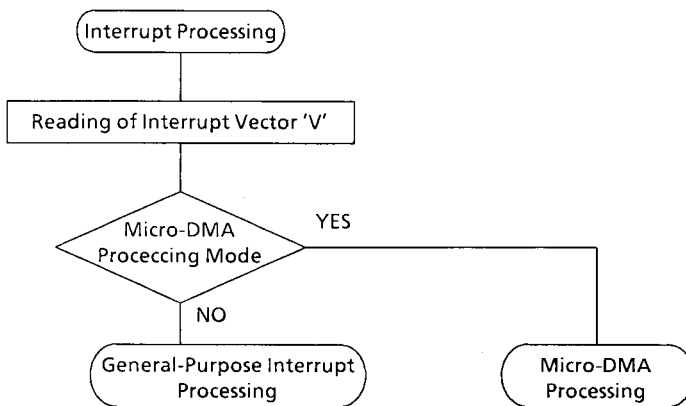 Interrupt Processing
Reading of Interrupt Vector 'V'
Micro-DMA
Proceccing Mode
YES
NO
General-Purpose Interrupt
Processing
Micro-DMA
Processing